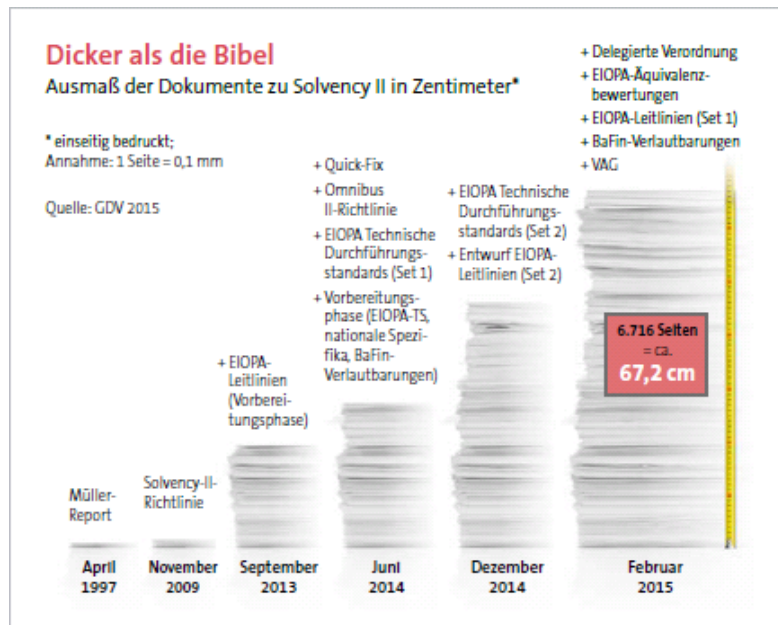 Dicker als die Bibel
Ausmaß der Dokumente zu Solvency II in Zentimeter*
* einseitig bedruckt;
Annahme: 1 Seite = 0,1 mm
Quelle: GDV 2015
Müller-
Report
Solvency-II-
Richtlinie
+ EIOPA-
Leitlinien
(Vorberei-
tungsphase)
+ Quick-Fix
+ Omnibus
II-Richtlinie
+ EIOPA Technische
Durchführungs-
standards (Set 1)
+ Vorbereitungs-
phase (EIOPA-TS,
nationale Spezi-
fika, BaFin-
Verlautbarungen)
+ EIOPA Technische
Durchführungs-
standards (Set 2)
+ Entwurf EIOPA-
Leitlinien (Set 2)
+ Delegierte Verordnung
+ EIOPA-Äquivalenz-
bewertungen
+ EIOPA-Leitlinien (Set 1)
+ BaFin-Verlautbarungen
+ VAG
6.716 Seiten
= ca.
67,2 cm
April
1997
November
2009
September
2013
Juni
2014
Dezember
2014
Februar
2015